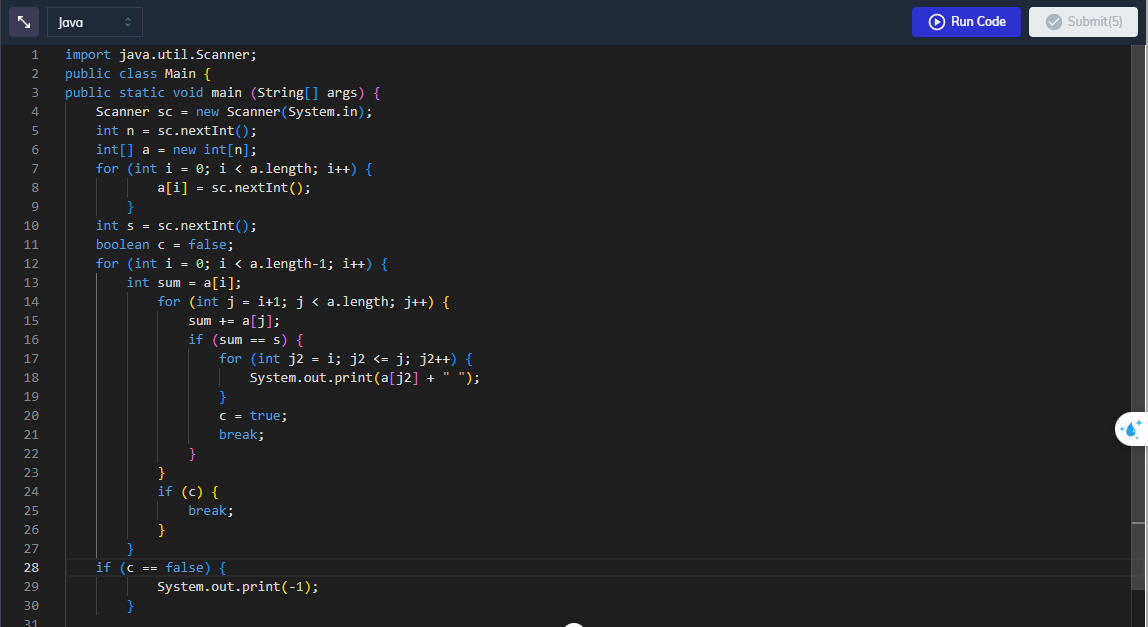 Java
Run Code
Submit(5)
1 import java.util.Scanner;
2 public class Main {
3 public static void main (String[] args) {
4 Scanner sc = new Scanner(System.in);
5 int n = sc.nextInt();
6 int[] a = new int[n];
7 for (int i = 0; i < a.length; i++) {
8 a[i] = sc.nextInt();
9 }
10 int s = sc.nextInt();
11 boolean c = false;
12 for (int i = 0; i < a.length-1; i++) {
13 int sum = a[i];
14 for (int j = i+1; j < a.length; j++) {
15 sum += a[j];
16 if (sum == s) {
17 for (int j2 = i; j2 <= j; j2++) {
18 System.out.print(a[j2] + " ");
19 }
20 c = true;
21 break;
22 }
23 }
24 if (c) {
25 break;
26 }
27 }
28 if (c == false) {
29 System.out.print(-1);
30 }
31